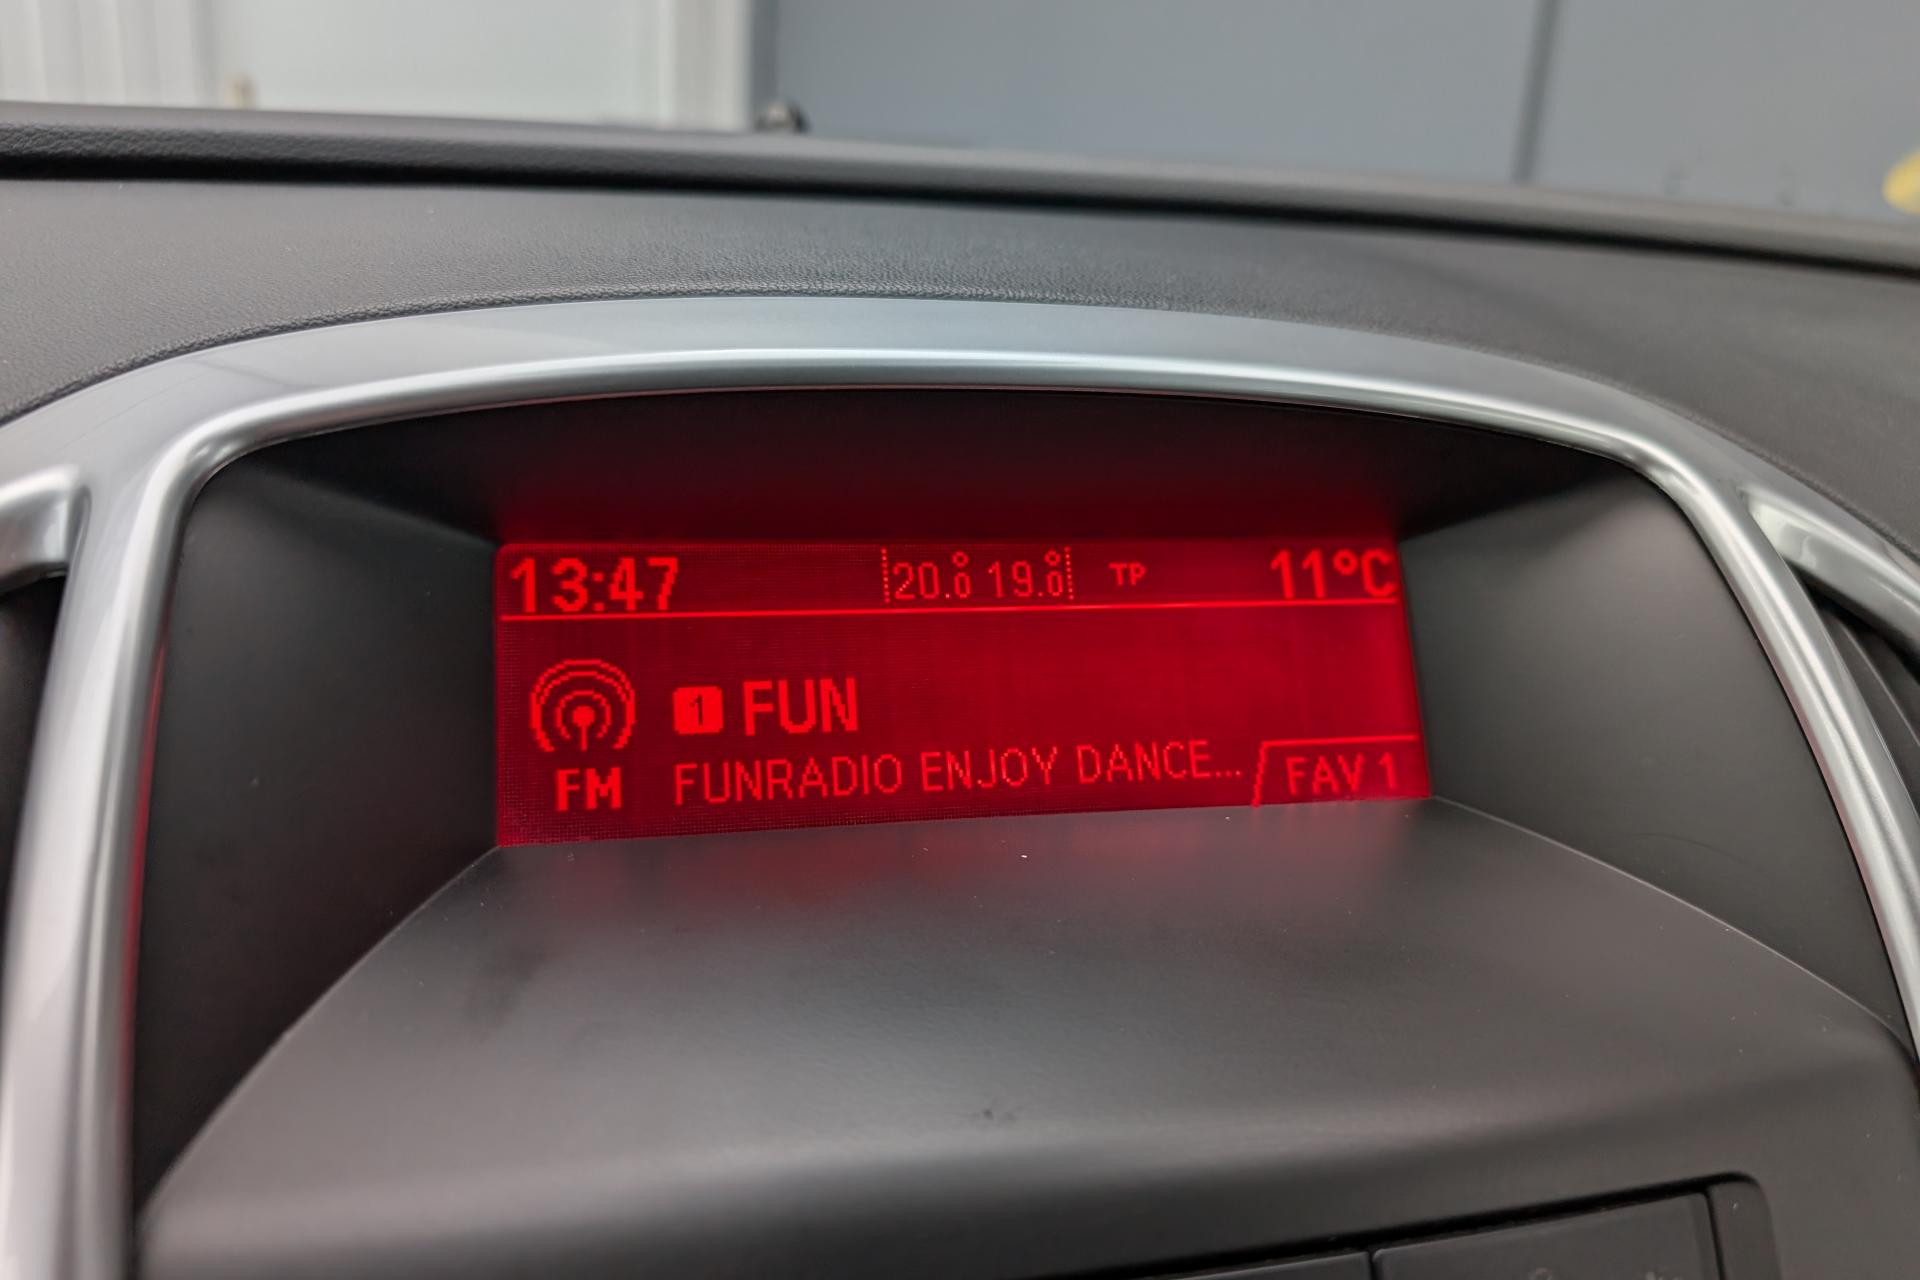 13:47 20.0° 19.0° TP 11°C
1 FUN
FM FUNRADIO ENJOY DANCE... FAV 1